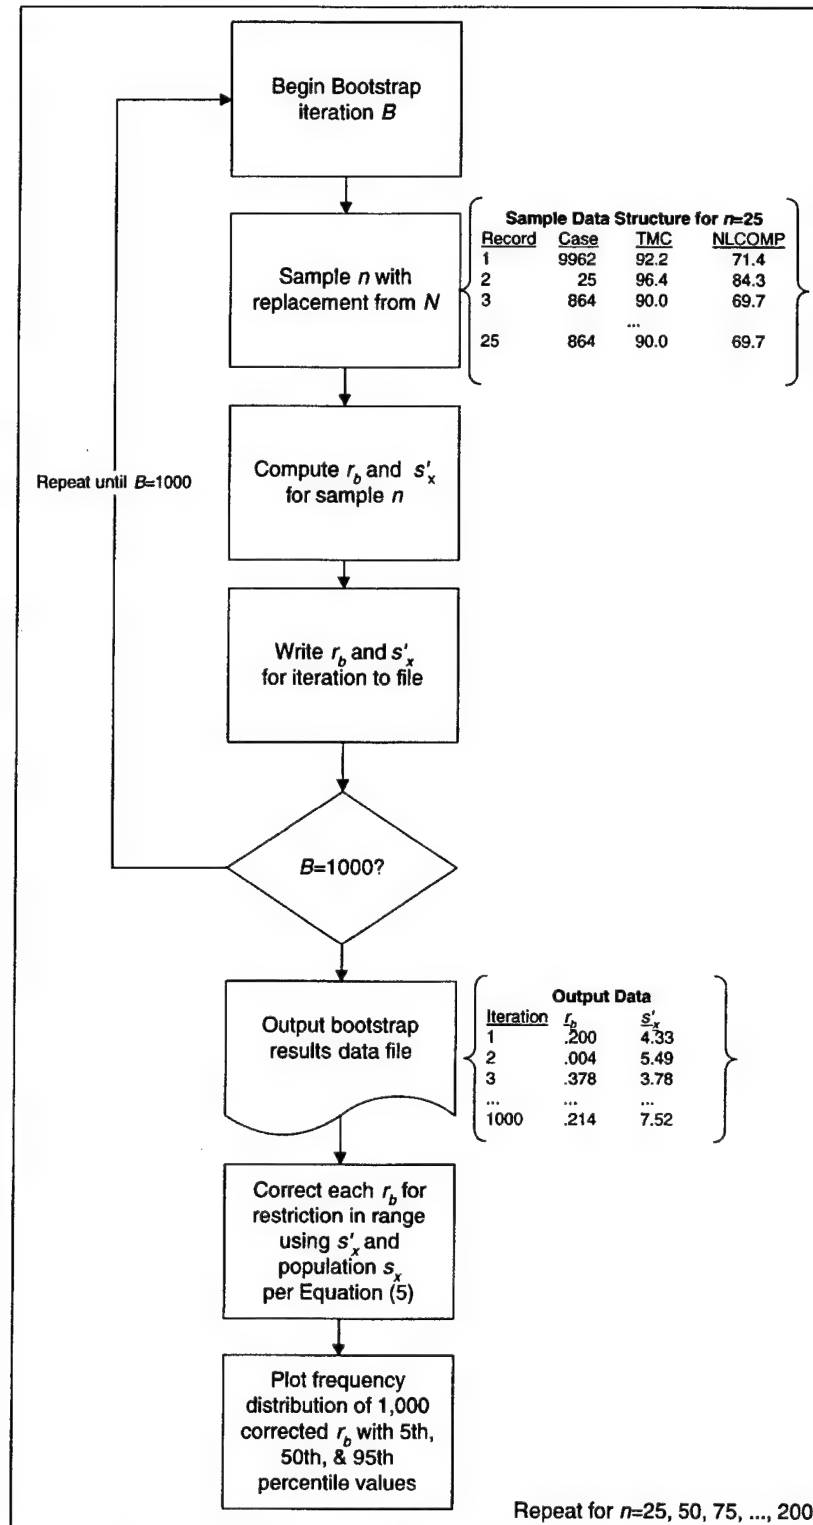 Begin Bootstrap
iteration B
Sample n with
replacement from N
Sample Data Structure for n=25
Record Case TMC NLCOMP
1 9962 92.2 71.4
2 25 96.4 84.3
3 864 90.0 69.7
...
25 864 90.0 69.7
Compute r_b and s'_x
for sample n
Repeat until B=1000
Write r_b and s'_x
for iteration to file
B=1000?
Output bootstrap
results data file
Output Data
Iteration r_b s'_x
1 .200 4.33
2 .004 5.49
3 .378 3.78
... ... ...
1000 .214 7.52
Correct each r_b for
restriction in range
using s'_x and
population s_x
per Equation (5)
Plot frequency
distribution of 1,000
corrected r_b with 5th,
50th, & 95th
percentile values
Repeat for n=25, 50, 75, ..., 200